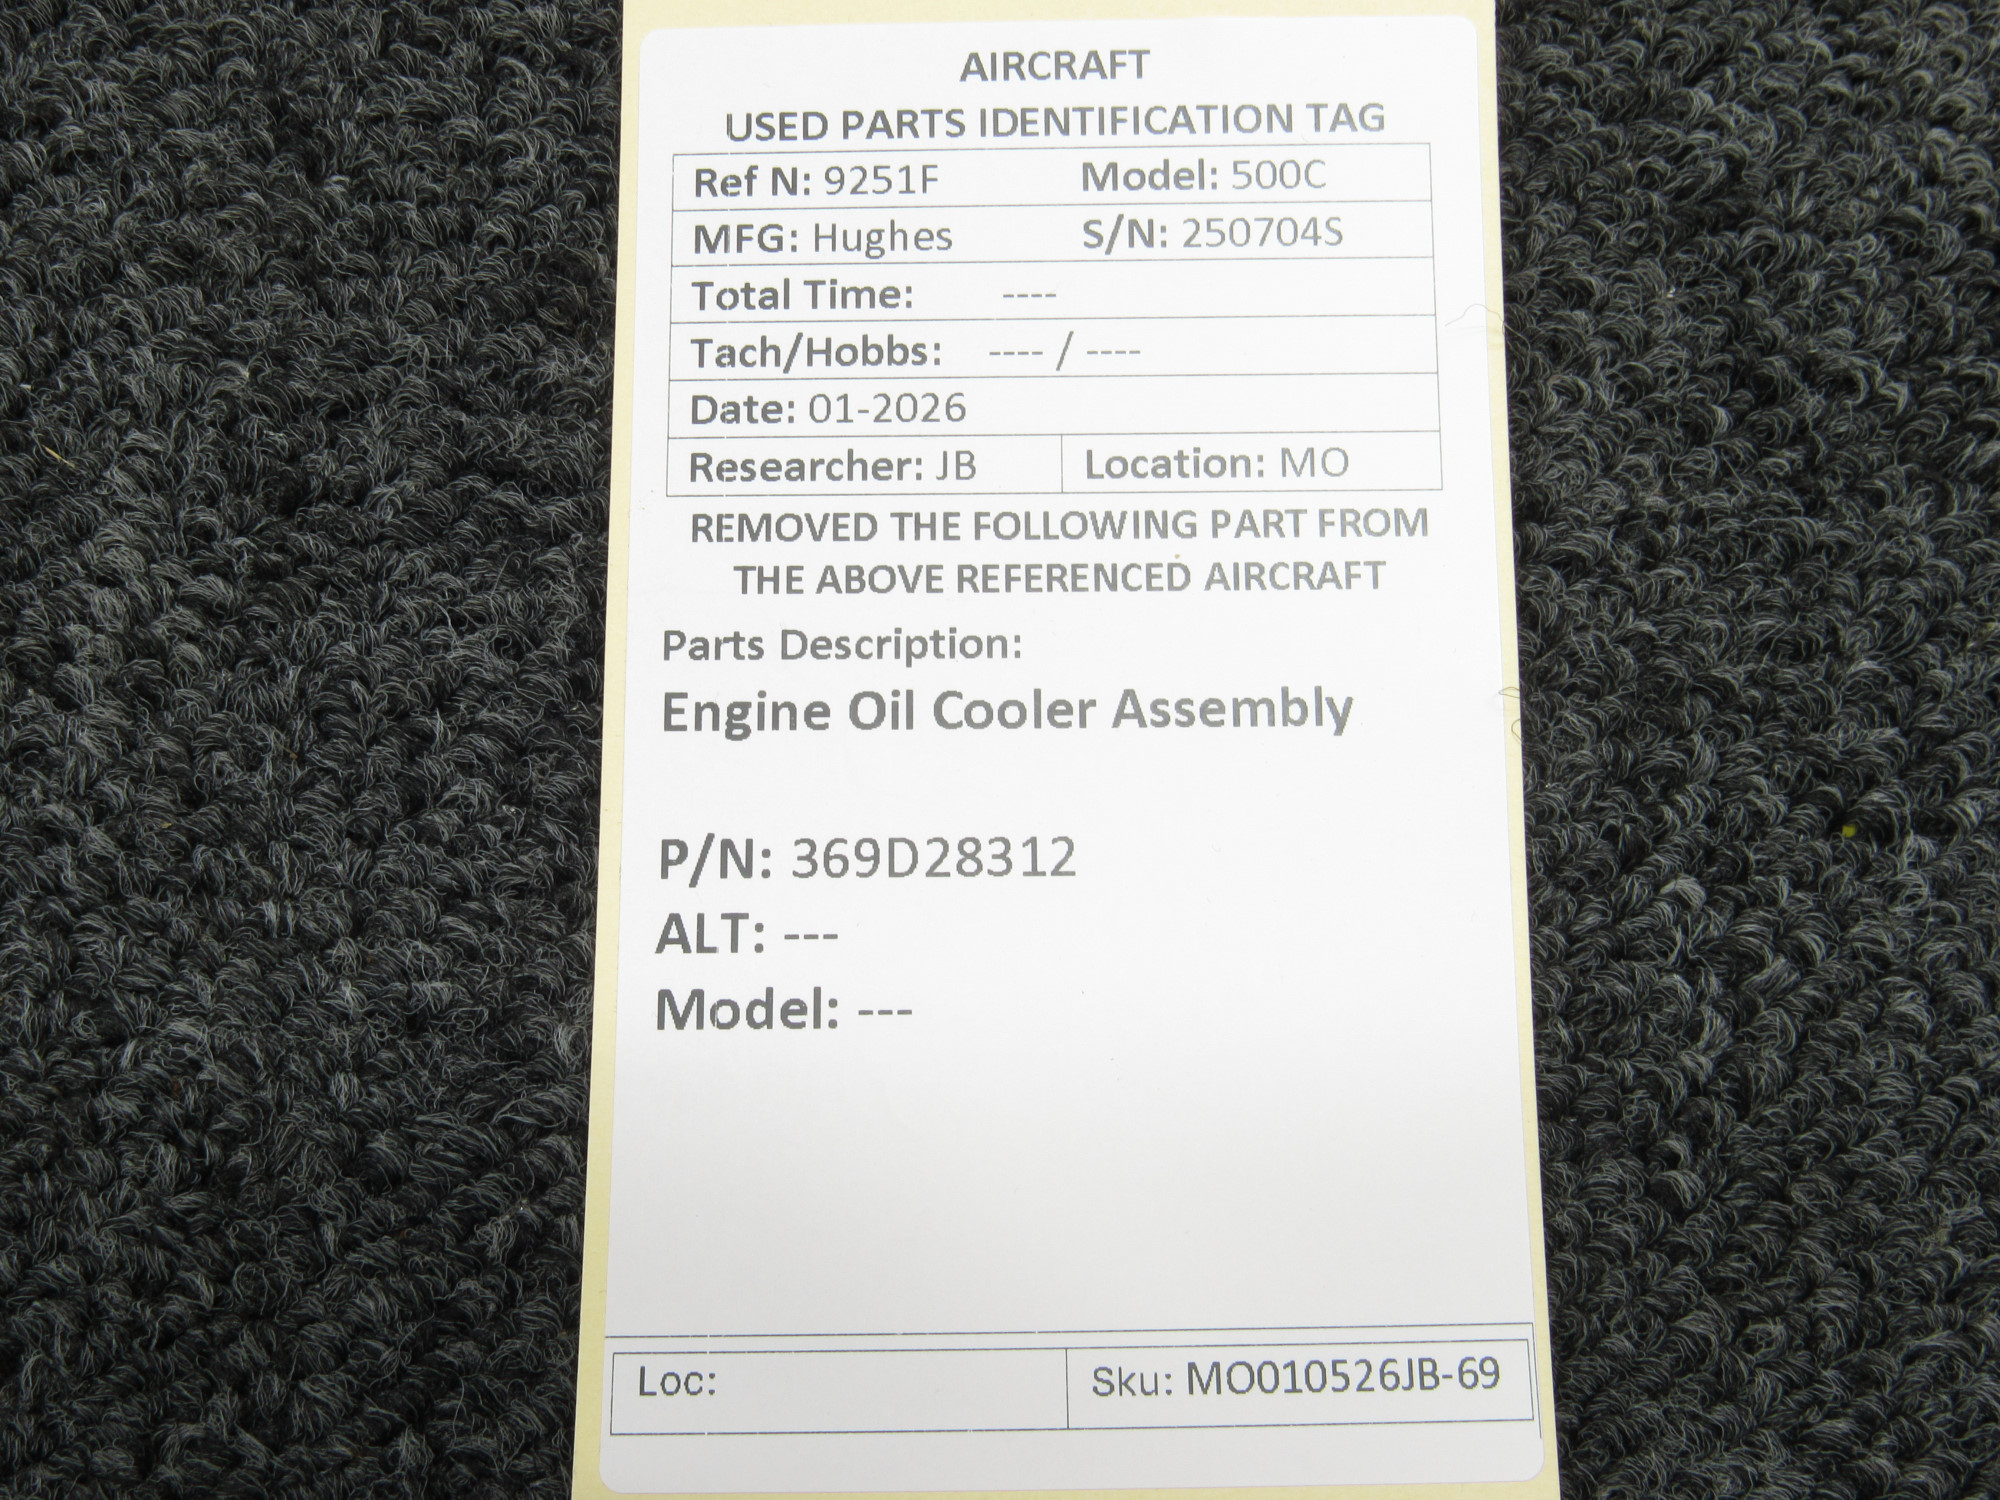 AIRCRAFT
USED PARTS IDENTIFICATION TAG
Ref N: 9251F Model: 500C
MFG: Hughes S/N: 250704S
Total Time: ----
Tach/Hobbs: ---- / ----
Date: 01-2026
Researcher: JB Location: MO
REMOVED THE FOLLOWING PART FROM
THE ABOVE REFERENCED AIRCRAFT
Parts Description:
Engine Oil Cooler Assembly
P/N: 369D28312
ALT: ---
Model: ---
Loc: Sku: MO010526JB-69